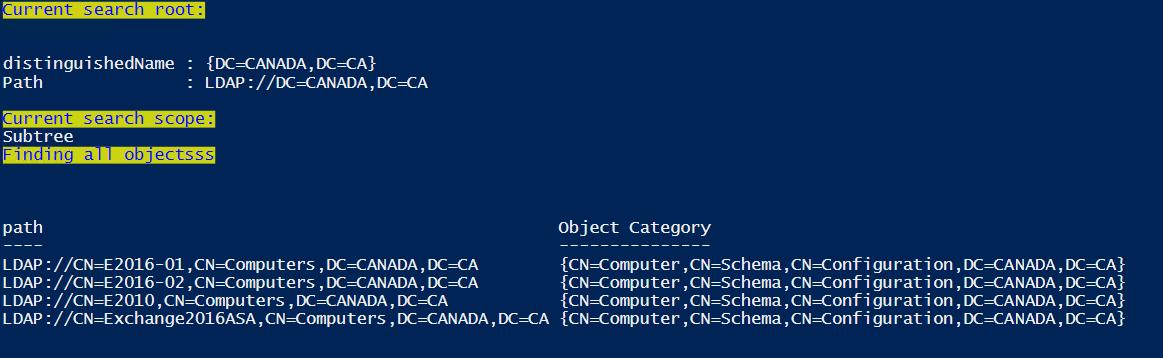 Current search root:
distinguishedName : {DC=CANADA,DC=CA}
Path : LDAP://DC=CANADA,DC=CA
Current search scope:
Subtree
Finding all objectsss
path Object Category
---- ---------------
LDAP://CN=E2016-01,CN=Computers,DC=CANADA,DC=CA {CN=Computer,CN=Schema,CN=Configuration,DC=CANADA,DC=CA}
LDAP://CN=E2016-02,CN=Computers,DC=CANADA,DC=CA {CN=Computer,CN=Schema,CN=Configuration,DC=CANADA,DC=CA}
LDAP://CN=E2010,CN=Computers,DC=CANADA,DC=CA {CN=Computer,CN=Schema,CN=Configuration,DC=CANADA,DC=CA}
LDAP://CN=Exchange2016ASA,CN=Computers,DC=CANADA,DC=CA {CN=Computer,CN=Schema,CN=Configuration,DC=CANADA,DC=CA}